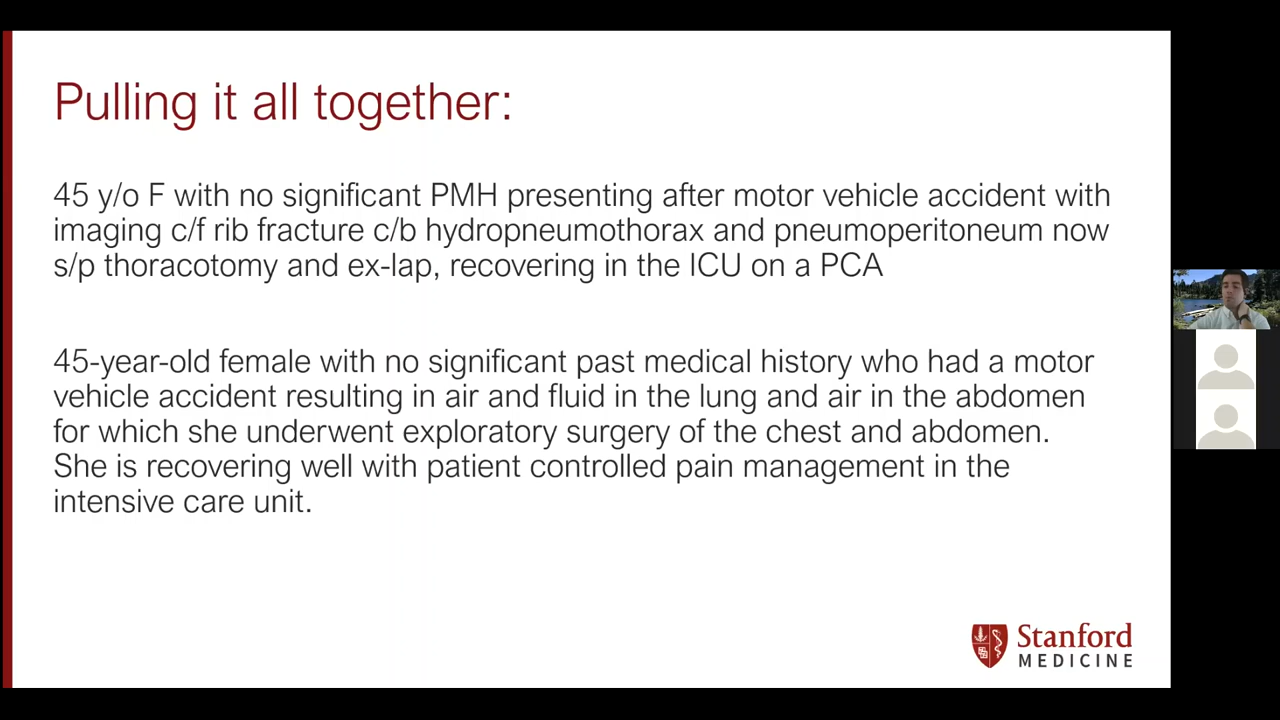 Pulling it all together:
45 y/o F with no significant PMH presenting after motor vehicle accident with
imaging c/f rib fracture c/b hydropneumothorax and pneumoperitoneum now
s/p thoracotomy and ex-lap, recovering in the ICU on a PCA
45-year-old female with no significant past medical history who had a motor
vehicle accident resulting in air and fluid in the lung and air in the abdomen
for which she underwent exploratory surgery of the chest and abdomen.
She is recovering well with patient controlled pain management in the
intensive care unit.
Stanford
MEDICINE